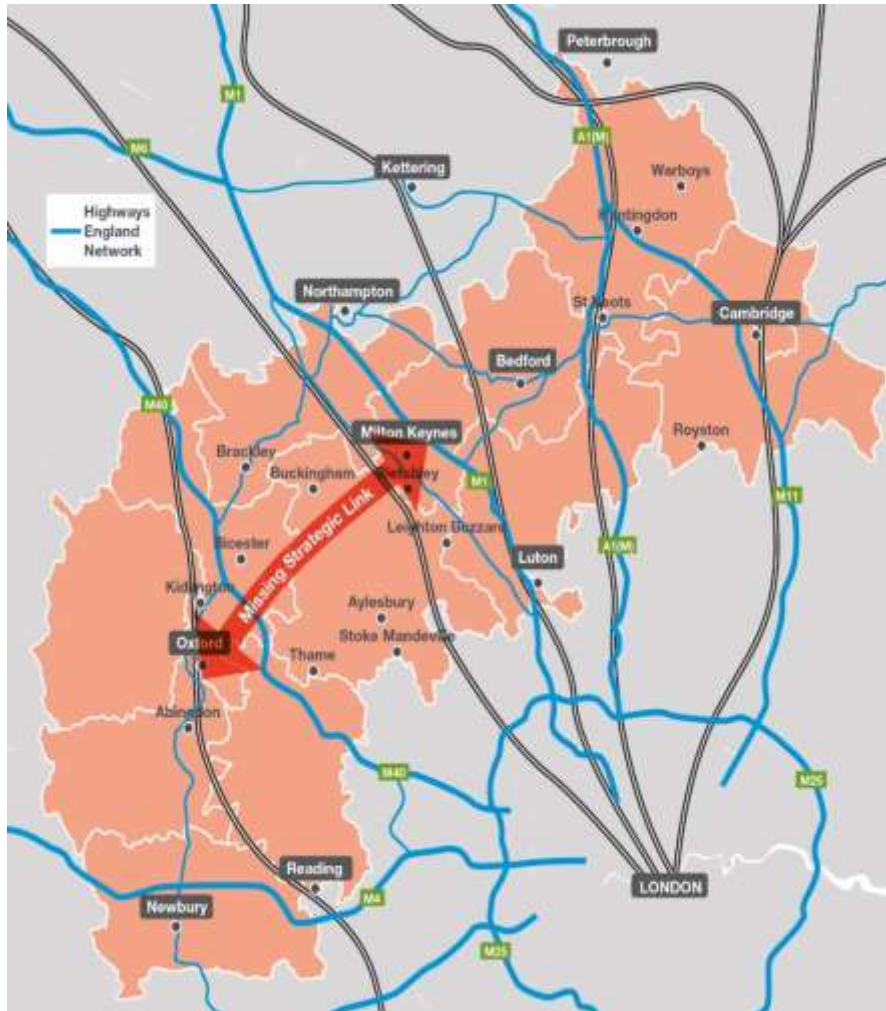 Peterbrough
M1
A1(M)
M6
Kettering
Warboys
Highways
England
Network
Huntingdon
Northampton
St Neots
Cambridge
Bedford
M40
Milton Keynes
Royston
Brackley
Buckingham
Bletchley
M1
M11
Missing Strategic Link
Leighton Buzzard
Bicester
A1(M)
Luton
Kidlington
Aylesbury
Oxford
Stoke Mandeville
Thame
Abingdon
M40
M25
Reading
M4
LONDON
Newbury
M25